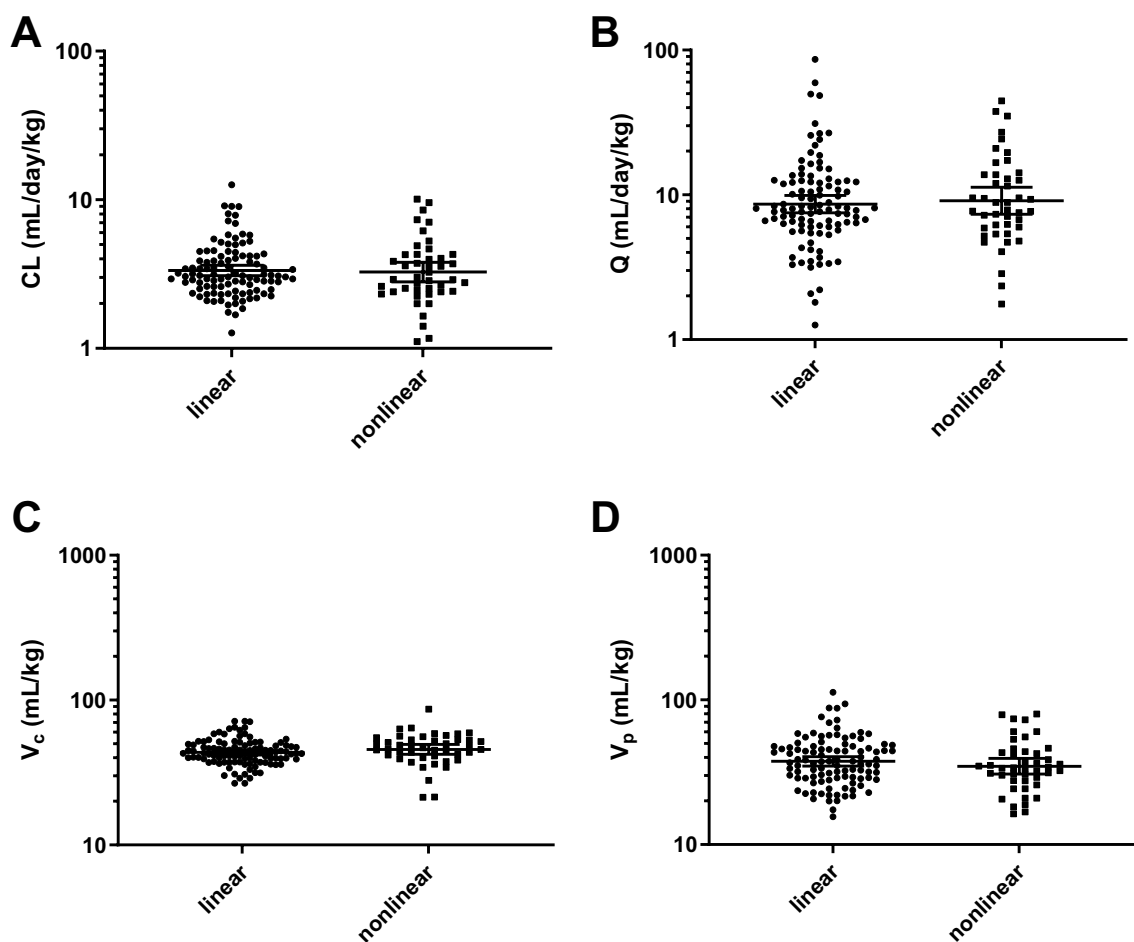 A
CL (mL/day/kg)
100
10
1
linear
nonlinear
B
Q (mL/day/kg)
100
10
1
linear
nonlinear
C
Vc (mL/kg)
1000
100
10
linear
nonlinear
D
Vp (mL/kg)
1000
100
10
linear
nonlinear